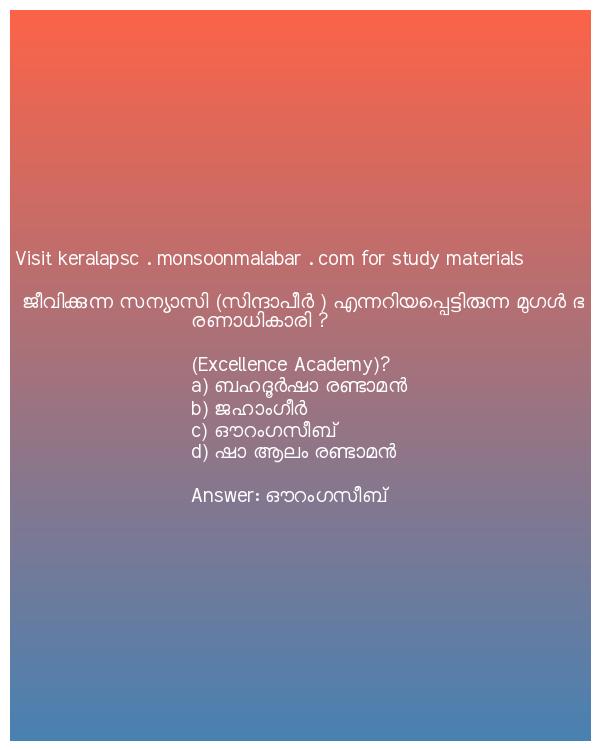 Visit keralapsc . monsoonmalabar . com for study materials
ജീവിക്കുന്ന സന്യാസി (സിന്ദാപീർ ) എന്നറിയപ്പെട്ടിരുന്ന മുഗൾ ഭ
രണാധികാരി ?
(Excellence Academy)?
a) ബഹദൂർഷാ രണ്ടാമൻ
b) ജഹാംഗീർ
c) ഔറംഗസീബ്
d) ഷാ ആലം രണ്ടാമൻ
Answer: ഔറംഗസീബ്